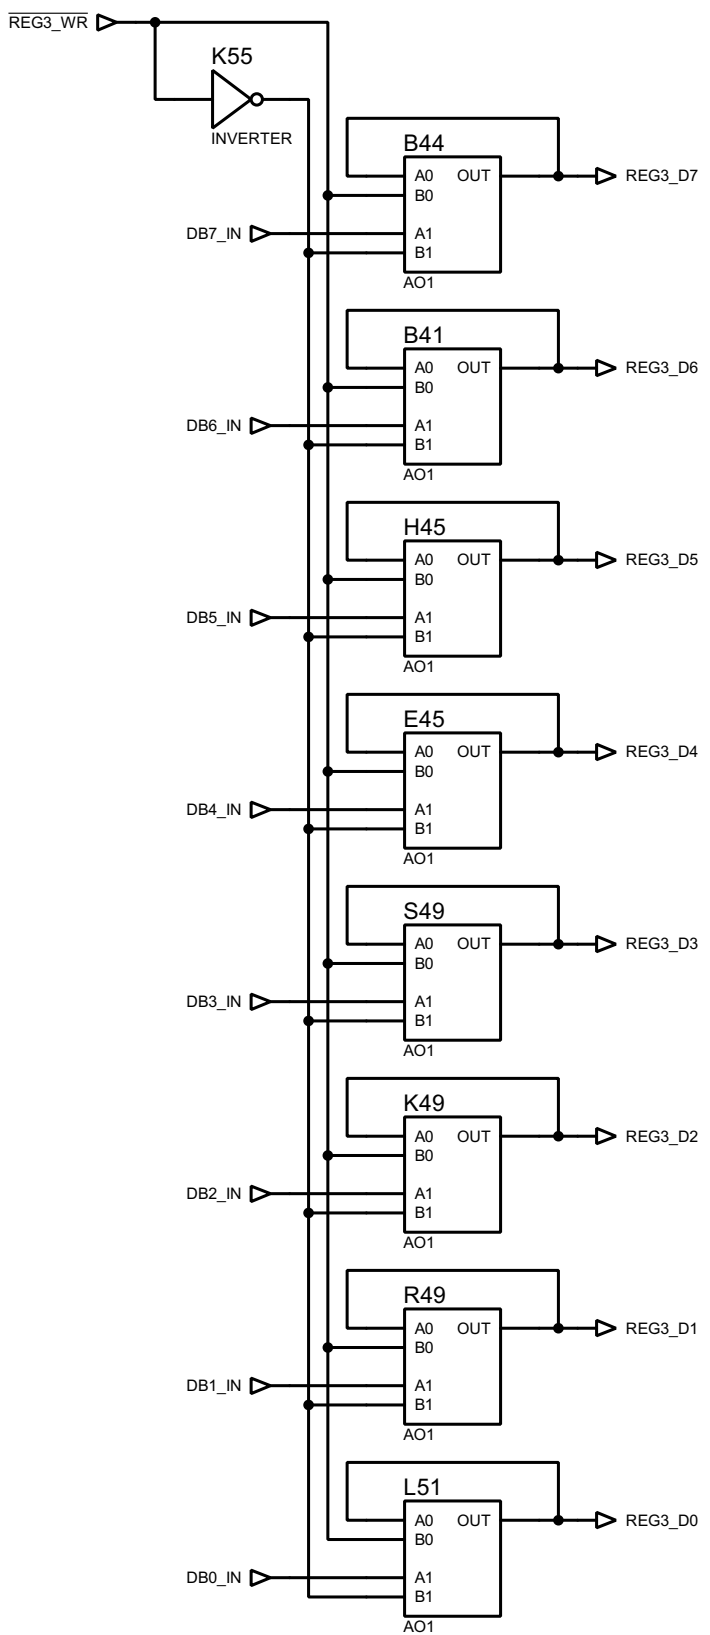 REG3_WR
K55
INVERTER
B44
A0 OUT
REG3_D7
B0
DB7_IN
A1
B1
AO1
B41
A0 OUT
REG3_D6
B0
DB6_IN
A1
B1
AO1
H45
A0 OUT
REG3_D5
B0
DB5_IN
A1
B1
AO1
E45
A0 OUT
REG3_D4
B0
DB4_IN
A1
B1
AO1
S49
A0 OUT
REG3_D3
B0
DB3_IN
A1
B1
AO1
K49
A0 OUT
REG3_D2
B0
DB2_IN
A1
B1
AO1
R49
A0 OUT
REG3_D1
B0
DB1_IN
A1
B1
AO1
L51
A0 OUT
REG3_D0
B0
DB0_IN
A1
B1
AO1